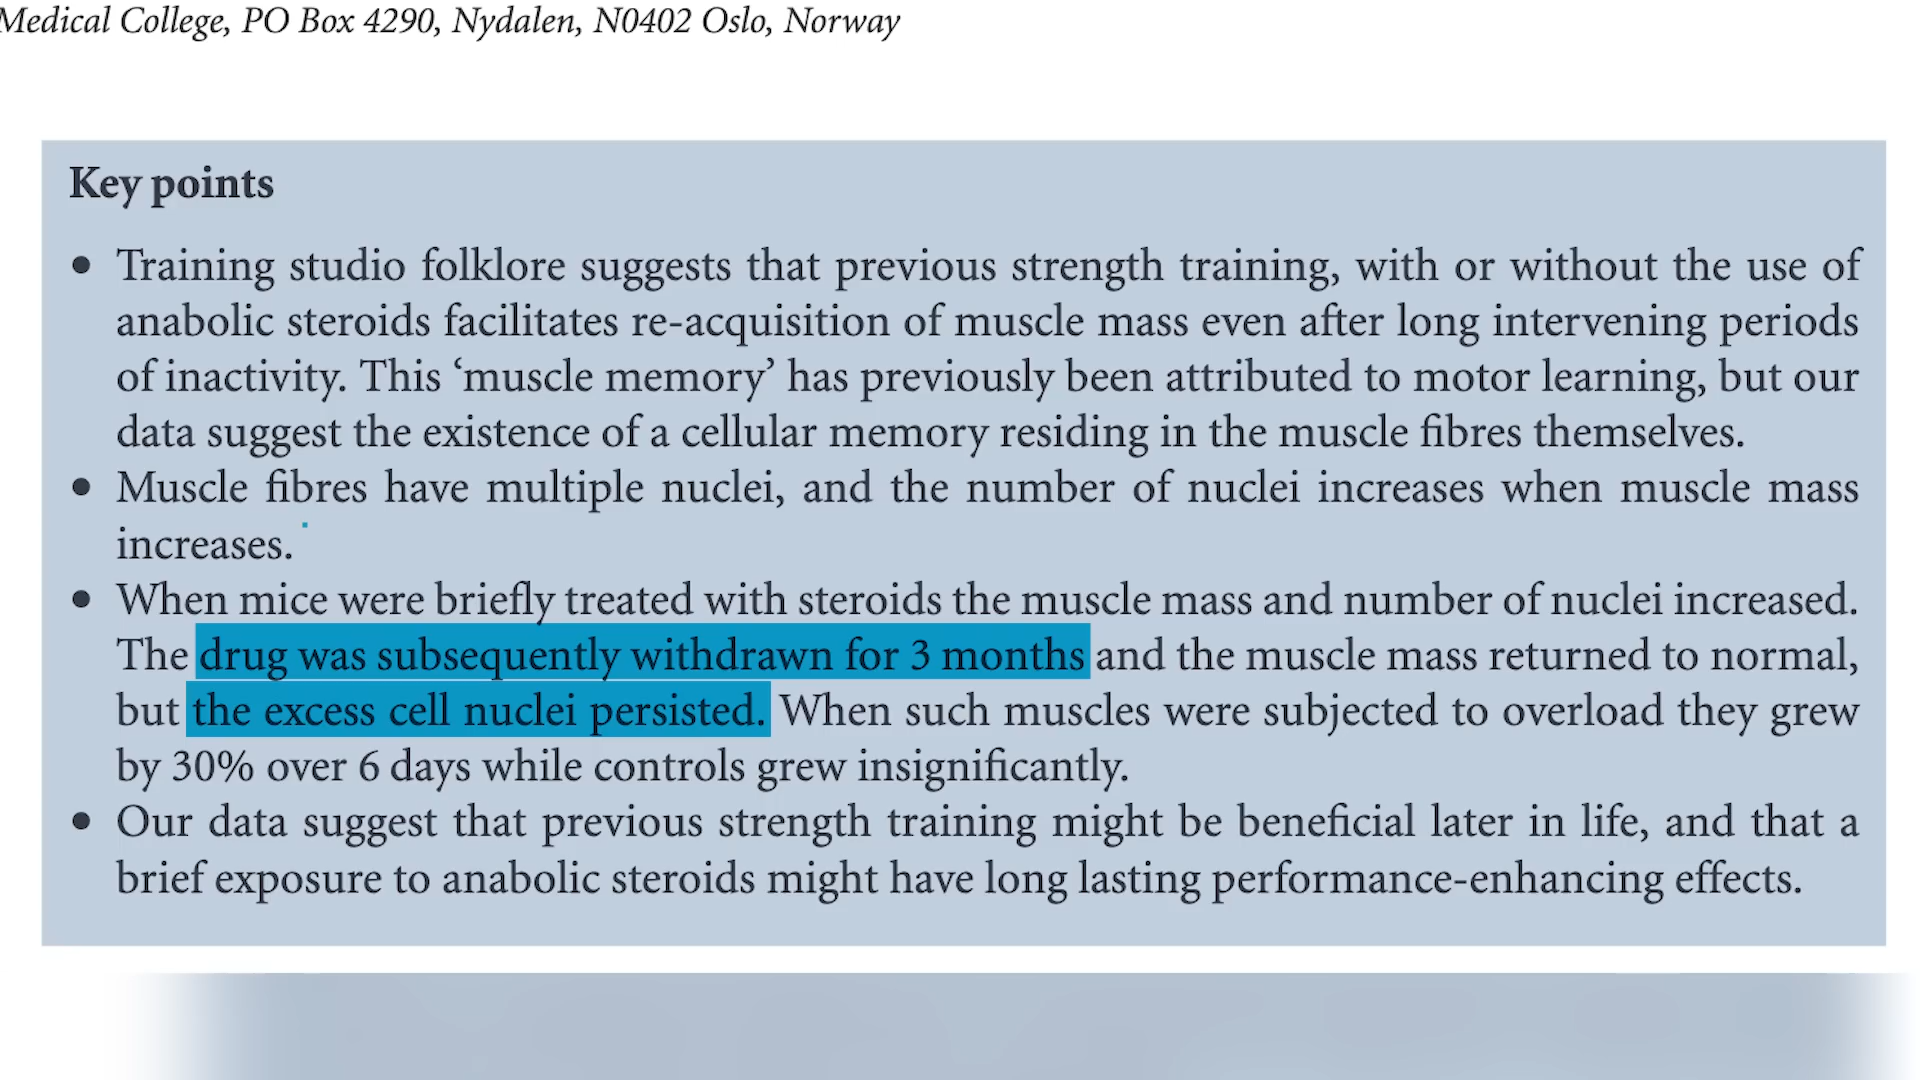 Medical College, PO Box 4290, Nydalen, N0402 Oslo, Norway
Key points
• Training studio folklore suggests that previous strength training, with or without the use of
anabolic steroids facilitates re-acquisition of muscle mass even after long intervening periods
of inactivity. This ‘muscle memory’ has previously been attributed to motor learning, but our
data suggest the existence of a cellular memory residing in the muscle fibres themselves.
• Muscle fibres have multiple nuclei, and the number of nuclei increases when muscle mass
increases.
• When mice were briefly treated with steroids the muscle mass and number of nuclei increased.
The drug was subsequently withdrawn for 3 months and the muscle mass returned to normal,
but the excess cell nuclei persisted. When such muscles were subjected to overload they grew
by 30% over 6 days while controls grew insignificantly.
• Our data suggest that previous strength training might be beneficial later in life, and that a
brief exposure to anabolic steroids might have long lasting performance-enhancing effects.